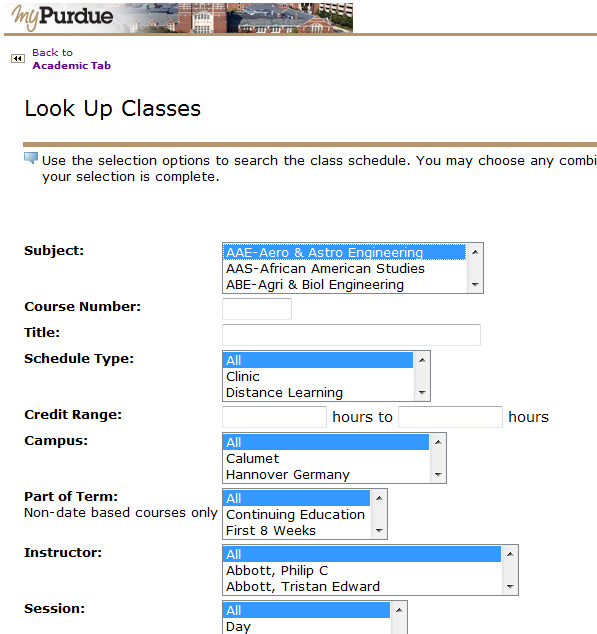 myPurdue
Back to
Academic Tab
Look Up Classes
Use the selection options to search the class schedule. You may choose any combi
your selection is complete.
Subject:
AAE-Aero & Astro Engineering
AAS-African American Studies
ABE-Agri & Biol Engineering
Course Number:
Title:
Schedule Type:
All
Clinic
Distance Learning
Credit Range:
hours to hours
Campus:
All
Calumet
Hannover Germany
Part of Term:
Non-date based courses only
All
Continuing Education
First 8 Weeks
Instructor:
All
Abbott, Philip C
Abbott, Tristan Edward
Session:
All
Day